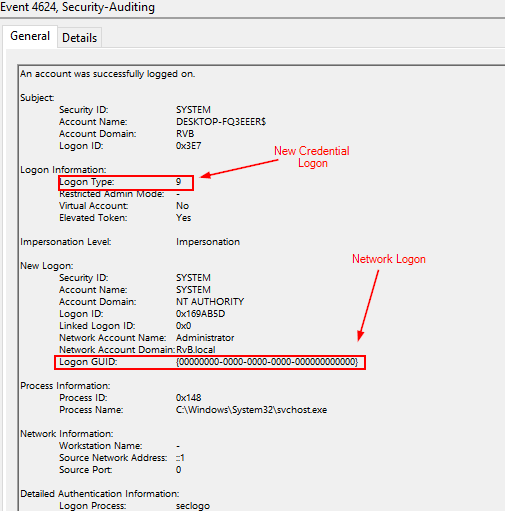 Event 4624, Security-Auditing
General Details
An account was successfully logged on.
Subject:
Security ID: SYSTEM
Account Name: DESKTOP-FQ3EEER$
Account Domain: RVB
Logon ID: 0x3E7
New Credential
Logon
Logon Information:
Logon Type: 9
Restricted Admin Mode: -
Virtual Account: No
Elevated Token: Yes
Impersonation Level: Impersonation
New Logon:
Network Logon
Security ID: SYSTEM
Account Name: SYSTEM
Account Domain: NT AUTHORITY
Logon ID: 0x169AB5D
Linked Logon ID: 0x0
Network Account Name: Administrator
Network Account Domain: RvB.local
Logon GUID: {00000000-0000-0000-0000-000000000000}
Process Information:
Process ID: 0x148
Process Name: C:\Windows\System32\svchost.exe
Network Information:
Workstation Name: -
Source Network Address: ::1
Source Port: 0
Detailed Authentication Information:
Logon Process: seclogo